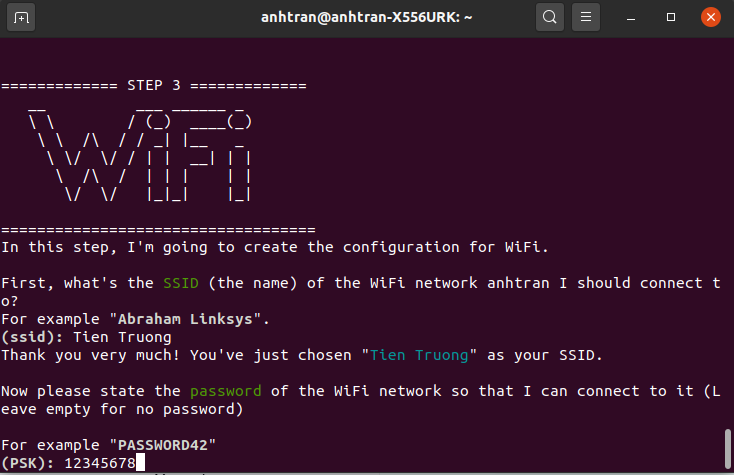 anhtran@anhtran-X556URK: ~
============= STEP 3 =============
WiFi
===================================
In this step, I'm going to create the configuration for WiFi.
First, what's the SSID (the name) of the WiFi network anhtran I should connect t
o?
For example "Abraham Linksys".
(ssid): Tien Truong
Thank you very much! You've just chosen "Tien Truong" as your SSID.
Now please state the password of the WiFi network so that I can connect to it (L
eave empty for no password)
For example "PASSWORD42"
(PSK): 12345678